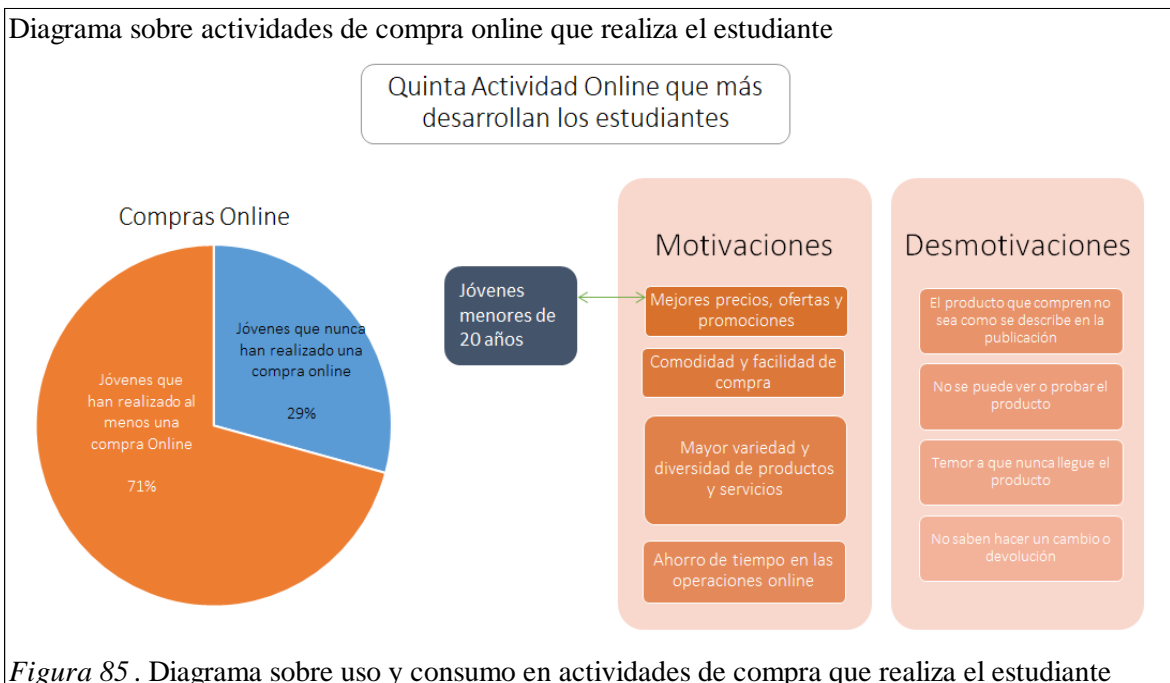 Diagrama sobre actividades de compra online que realiza el estudiante
Quinta Actividad Online que más
desarrollan los estudiantes
Compras Online
Jóvenes que nunca
han realizado una
compra online
29%
Jóvenes que
han realizado al
menos una
compra Online
71%
Jóvenes
menores de
20 años
Motivaciones
Mejores precios, ofertas y
promociones
Comodidad y facilidad de
compra
Mayor variedad y
diversidad de productos
y servicios
Ahorro de tiempo en las
operaciones online
Desmotivaciones
El producto que compren no
sea como se describe en la
publicación
No se puede ver o probar el
producto
Temor a que nunca llegue el
producto
No saben hacer un cambio o
devolución
Figura 85. Diagrama sobre uso y consumo en actividades de compra que realiza el estudiante